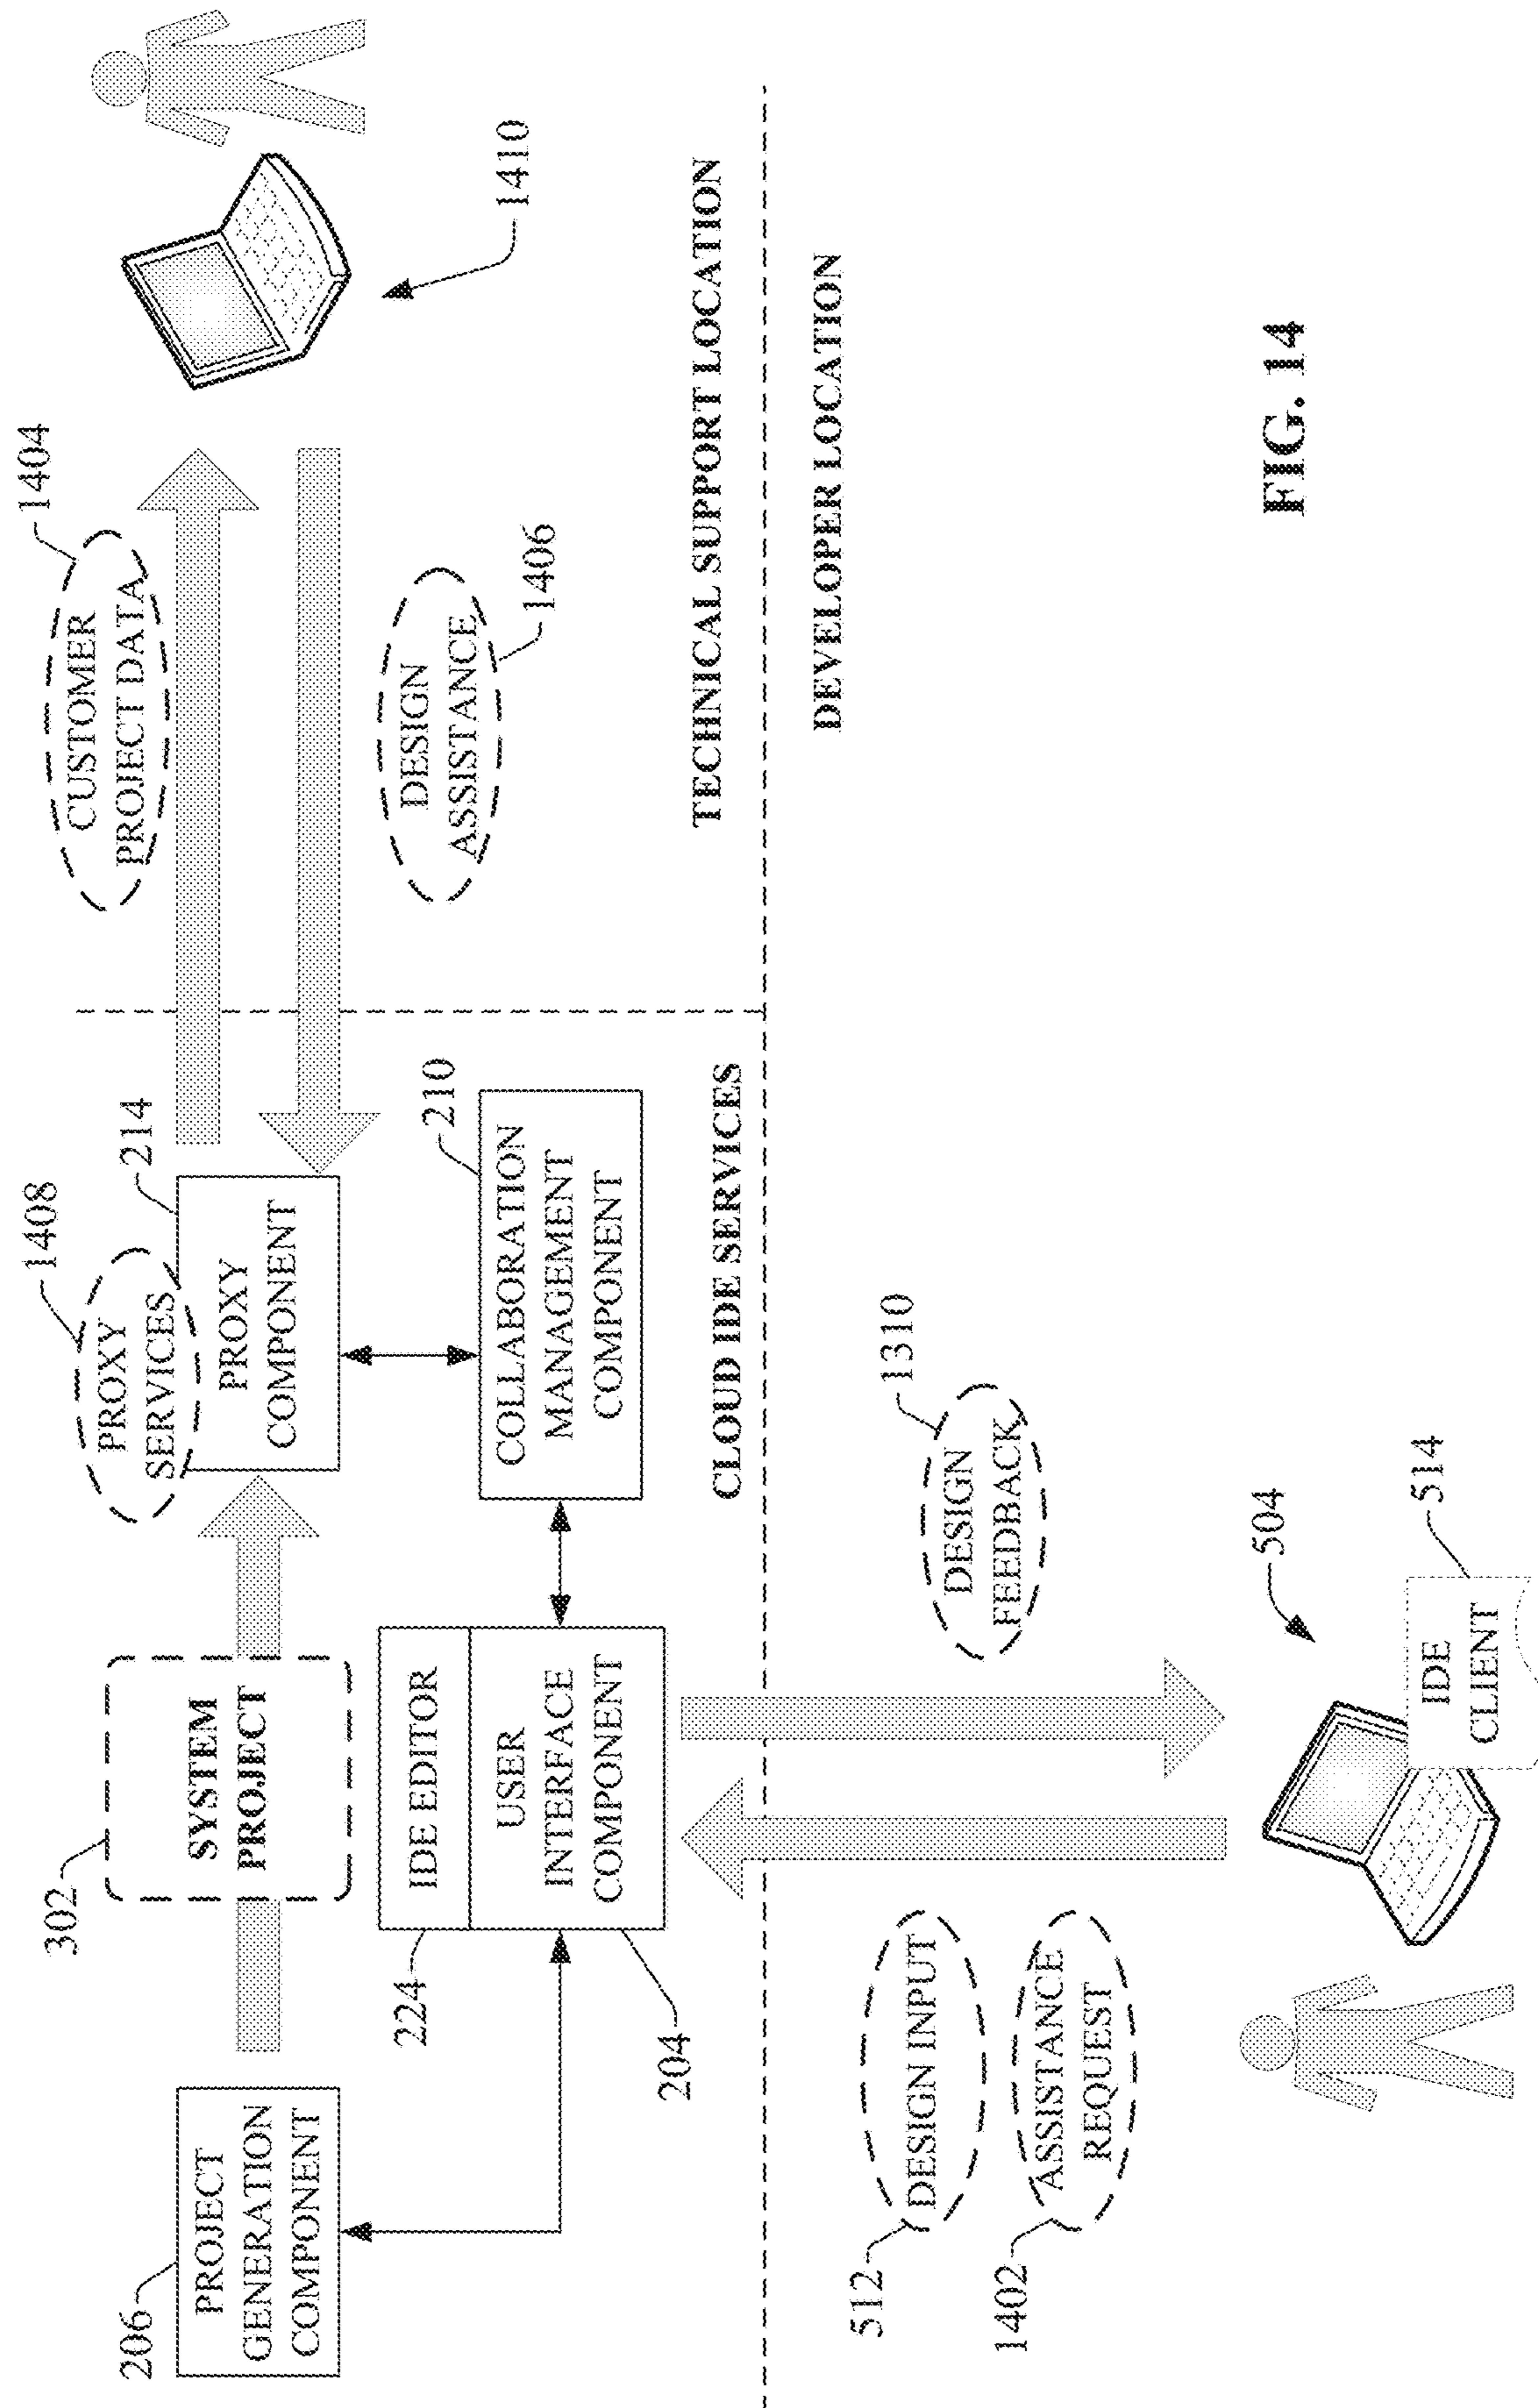 206
PROJECT
GENERATION
COMPONENT
302
SYSTEM
PROJECT
1408
PROXY
SERVICES
214
PROXY
COMPONENT
1404
CUSTOMER
PROJECT DATA
DESIGN
ASSISTANCE
1406
1410
224
IDE EDITOR
USER
INTERFACE
COMPONENT
204
210
COLLABORATION
MANAGEMENT
COMPONENT
CLOUD IDE SERVICES
TECHNICAL SUPPORT LOCATION
DEVELOPER LOCATION
512
DESIGN INPUT
1402
ASSISTANCE
REQUEST
1310
DESIGN
FEEDBACK
504
514
IDE
CLIENT
FIG. 14